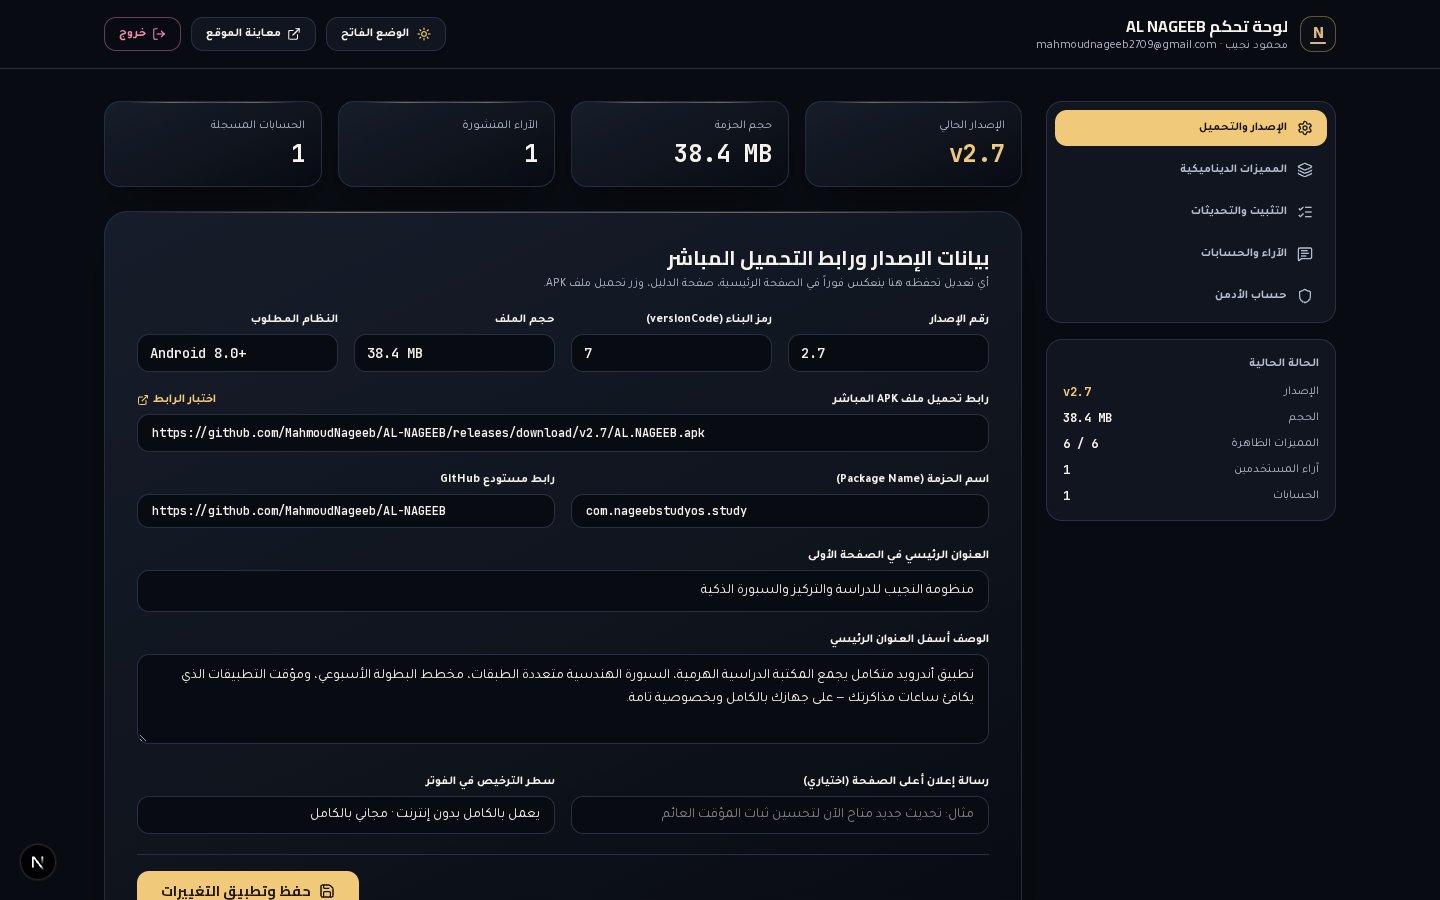 N
لوحة تحكم AL NAGEEB
محمود نجيب · mahmoudnageeb2709@gmail.com
الوضع الفاتح
معاينة الموقع
خروج
الإصدار والتحميل
المميزات الديناميكية
التثبيت والتحديثات
الآراء والحسابات
حساب الأدمن
الحالة الحالية
الإصدار v2.7
الحجم 38.4 MB
المميزات الظاهرة 6 / 6
آراء المستخدمين 1
الحسابات 1
الإصدار الحالي
v2.7
حجم الحزمة
38.4 MB
الآراء المنشورة
1
الحسابات المسجلة
1
بيانات الإصدار ورابط التحميل المباشر
أي تعديل تحفظه هنا ينعكس فوراً في الصفحة الرئيسية، صفحة الدليل، وزر تحميل ملف APK.
رقم الإصدار
2.7
رمز البناء (versionCode)
7
حجم الملف
38.4 MB
النظام المطلوب
Android 8.0+
رابط تحميل ملف APK المباشر
اختبار الرابط
https://github.com/MahmoudNageeb/AL-NAGEEB/releases/download/v2.7/AL.NAGEEB.apk
اسم الحزمة (Package Name)
com.nageebstudyos.study
رابط مستودع GitHub
https://github.com/MahmoudNageeb/AL-NAGEEB
العنوان الرئيسي في الصفحة الأولى
منظومة النجيب للدراسة والتركيز والسبورة الذكية
الوصف أسفل العنوان الرئيسي
تطبيق أندرويد متكامل يجمع المكتبة الدراسية الهرمية، السبورة الهندسية متعددة الطبقات، مخطط البطولة الأسبوعي، ومؤقت التطبيقات الذي
يكافئ ساعات مذاكرتك — على جهازك بالكامل وبخصوصية تامة.
رسالة إعلان أعلى الصفحة (اختياري)
مثال: تحديث جديد متاح الآن لتحسين ثبات المؤقت العائم
سطر الترخيص في الفوتر
يعمل بالكامل بدون إنترنت · مجاني بالكامل
حفظ وتطبيق التغييرات
N